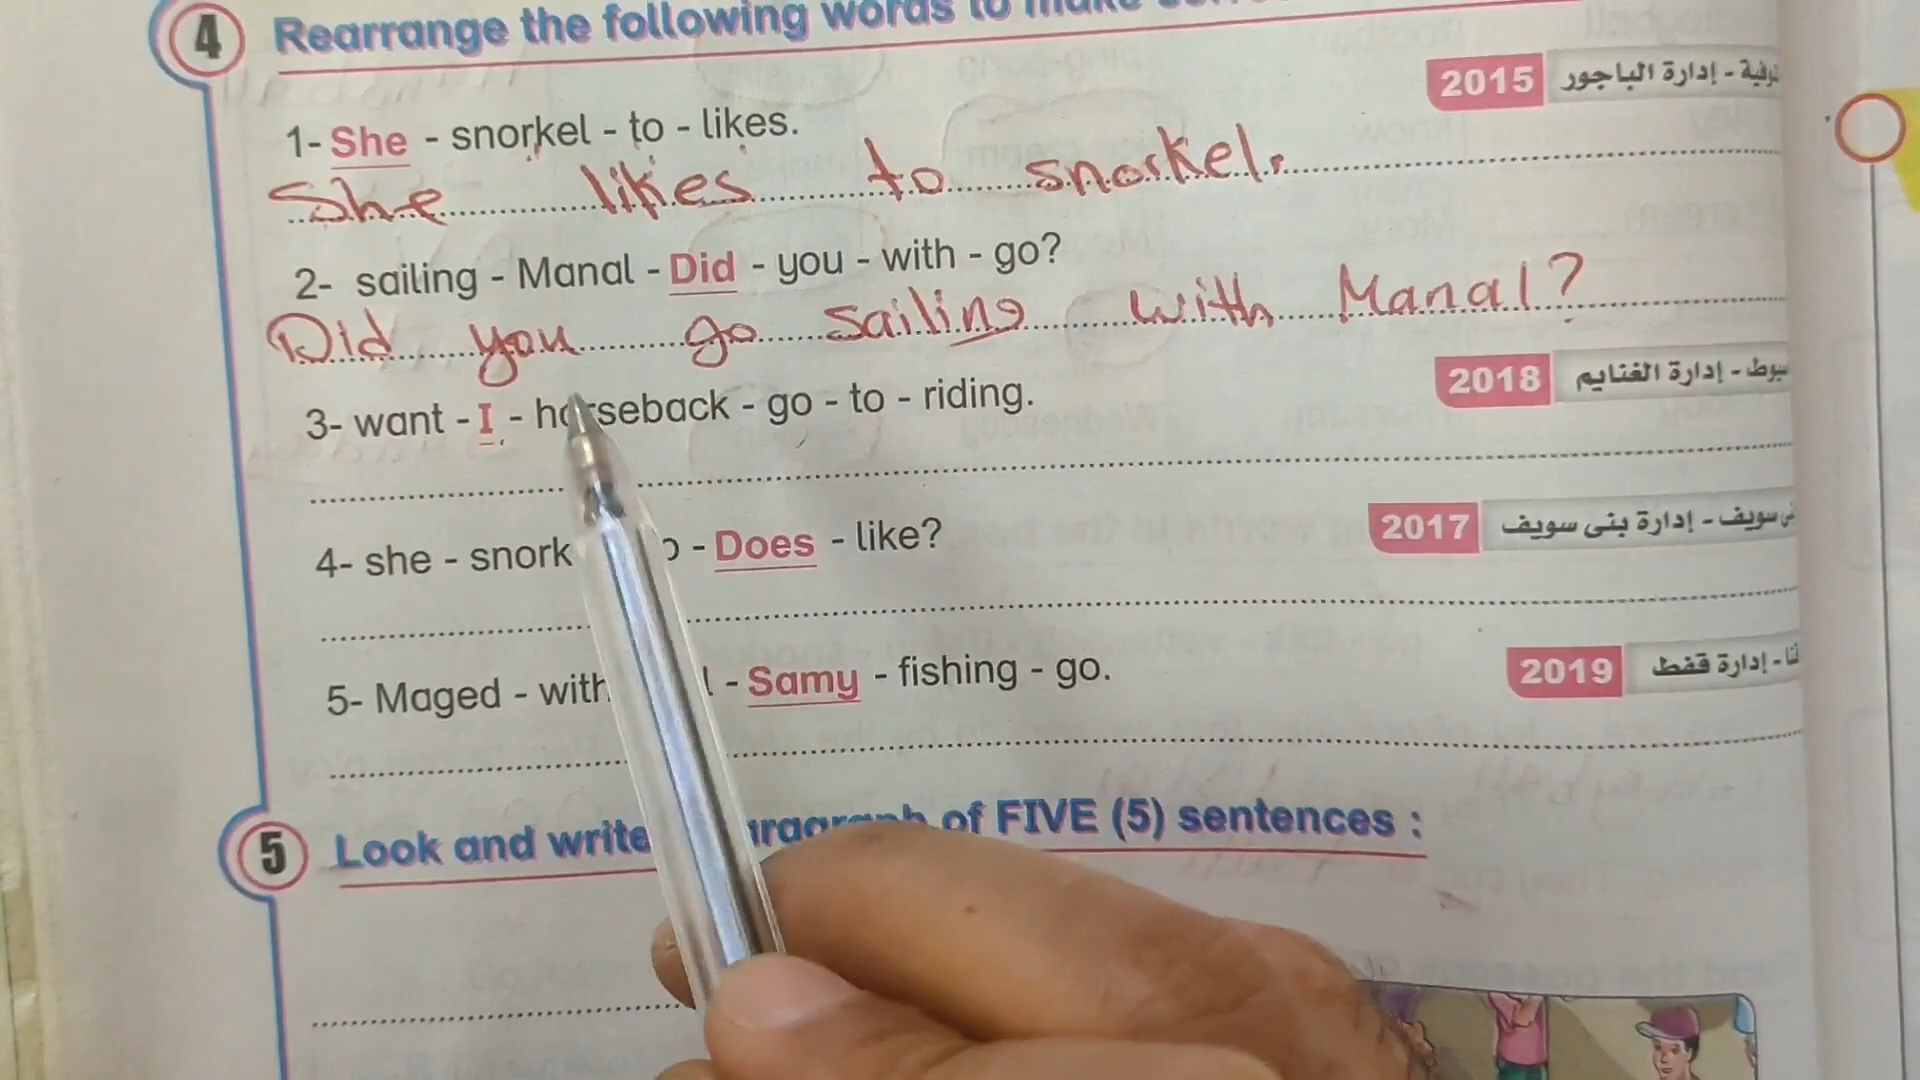 4 Rearrange the following words to make
2015 إدارة الباجور
1- She - snorkel - to - likes.
She likes to snorkel.
2- sailing - Manal - Did - you - with - go?
Did you go sailing with Manal?
2018 إدارة الغنايم
3- want - I - horseback - go - to - riding.
2017 سويف - إدارة بنى سويف
4- she - snork - Does - like?
2019 إدارة قفط
5- Maged - with - Samy - fishing - go.
5 Look and write of FIVE (5) sentences :